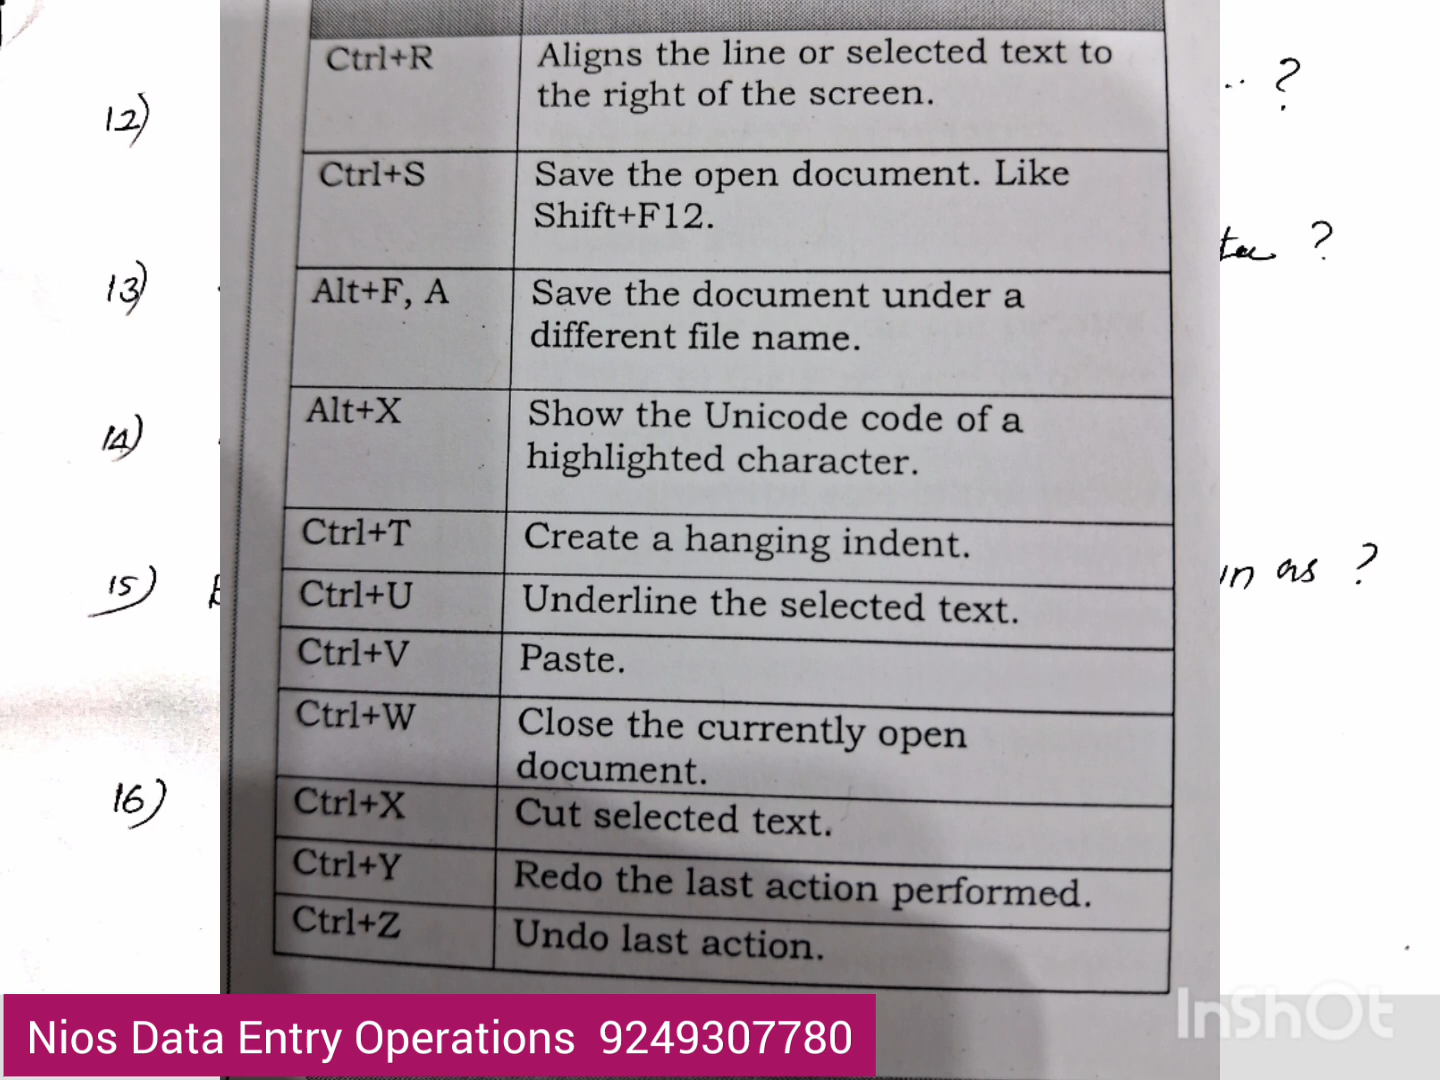 12)
13)
14)
15)
16)
.. ?
?
as ?
Ctrl+R Aligns the line or selected text to
the right of the screen.
Ctrl+S Save the open document. Like
Shift+F12.
Alt+F, A Save the document under a
different file name.
Alt+X Show the Unicode code of a
highlighted character.
Ctrl+T Create a hanging indent.
Ctrl+U Underline the selected text.
Ctrl+V Paste.
Ctrl+W Close the currently open
document.
Ctrl+X Cut selected text.
Ctrl+Y Redo the last action performed.
Ctrl+Z Undo last action.
Nios Data Entry Operations 9249307780
InShOt